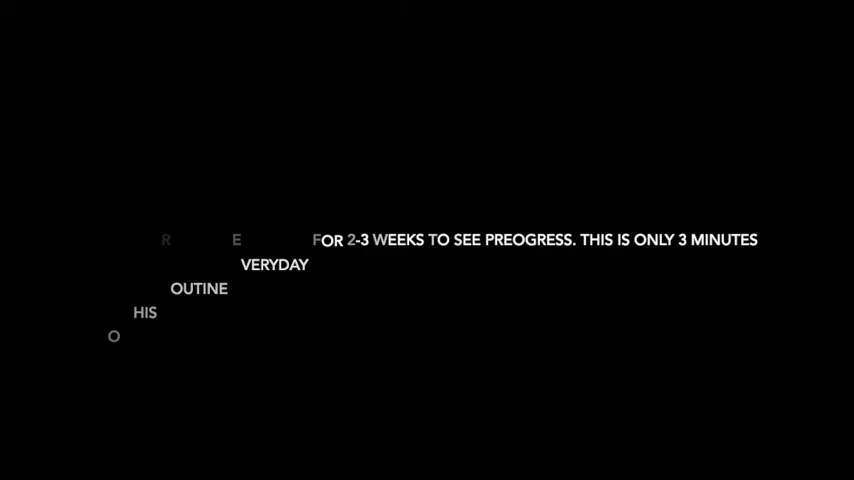 R E FOR 2-3 WEEKS TO SEE PREOGRESS. THIS IS ONLY 3 MINUTES
VERYDAY
OUTINE
HIS
O